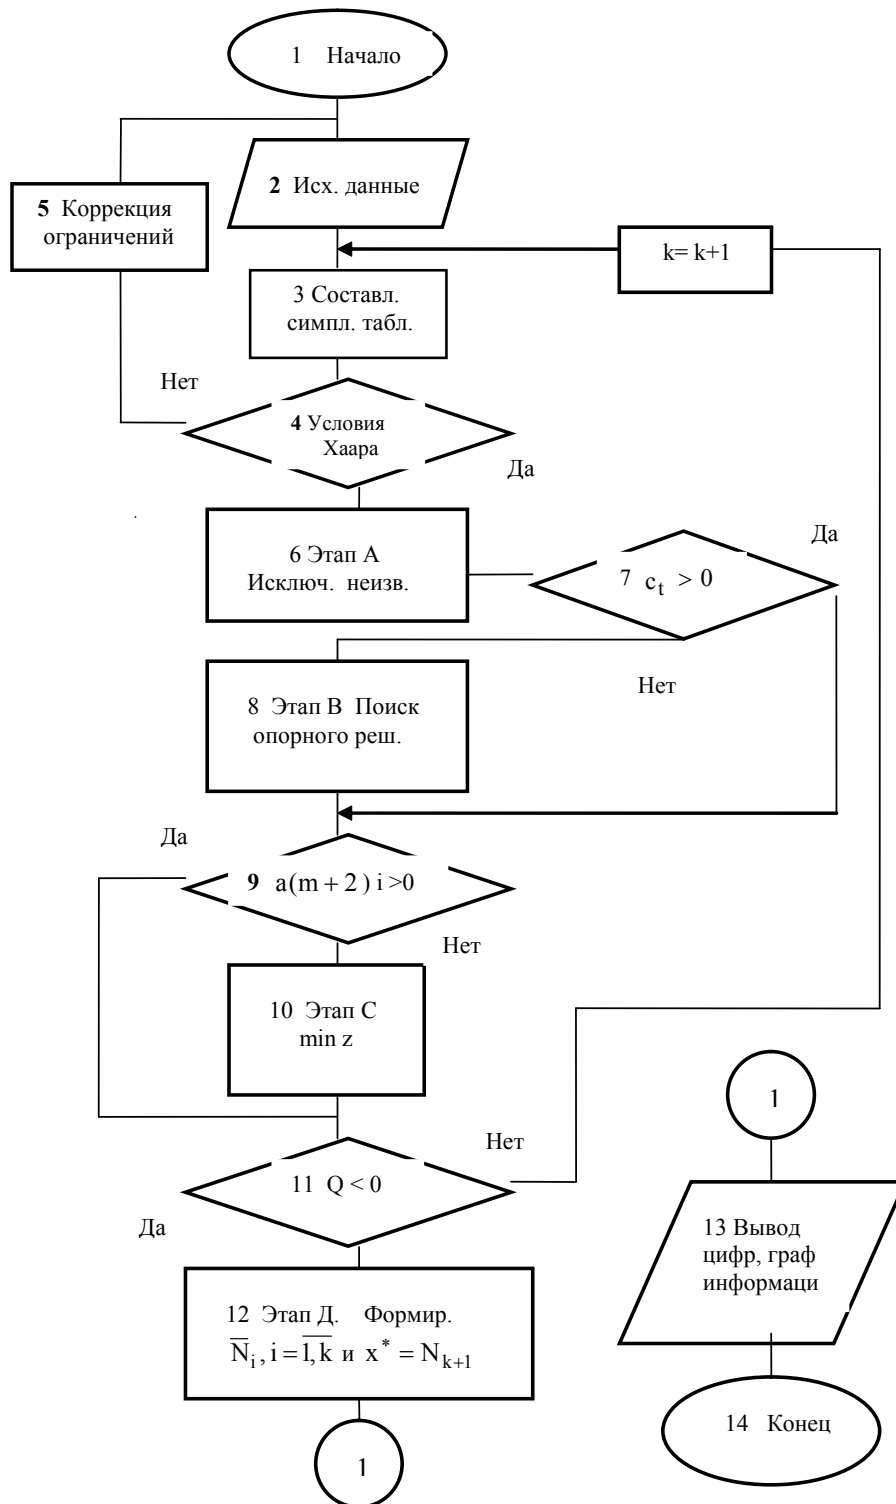 1 Начало
2 Исх. данные
5 Коррекция
ограничений
k= k+1
3 Составл.
симпл. табл.
Нет
4 Условия
Хаара
Да
6 Этап А
Исключ. неизв.
Да
7 c_t > 0
Нет
8 Этап В Поиск
опорного реш.
Да
9 a(m + 2) i >0
Нет
10 Этап С
min z
1
Нет
11 Q < 0
Да
13 Вывод
цифр, граф
информаци
12 Этап Д. Формир.
N̅_i, i = 1,k и x^* = N_{k+1}
14 Конец
1